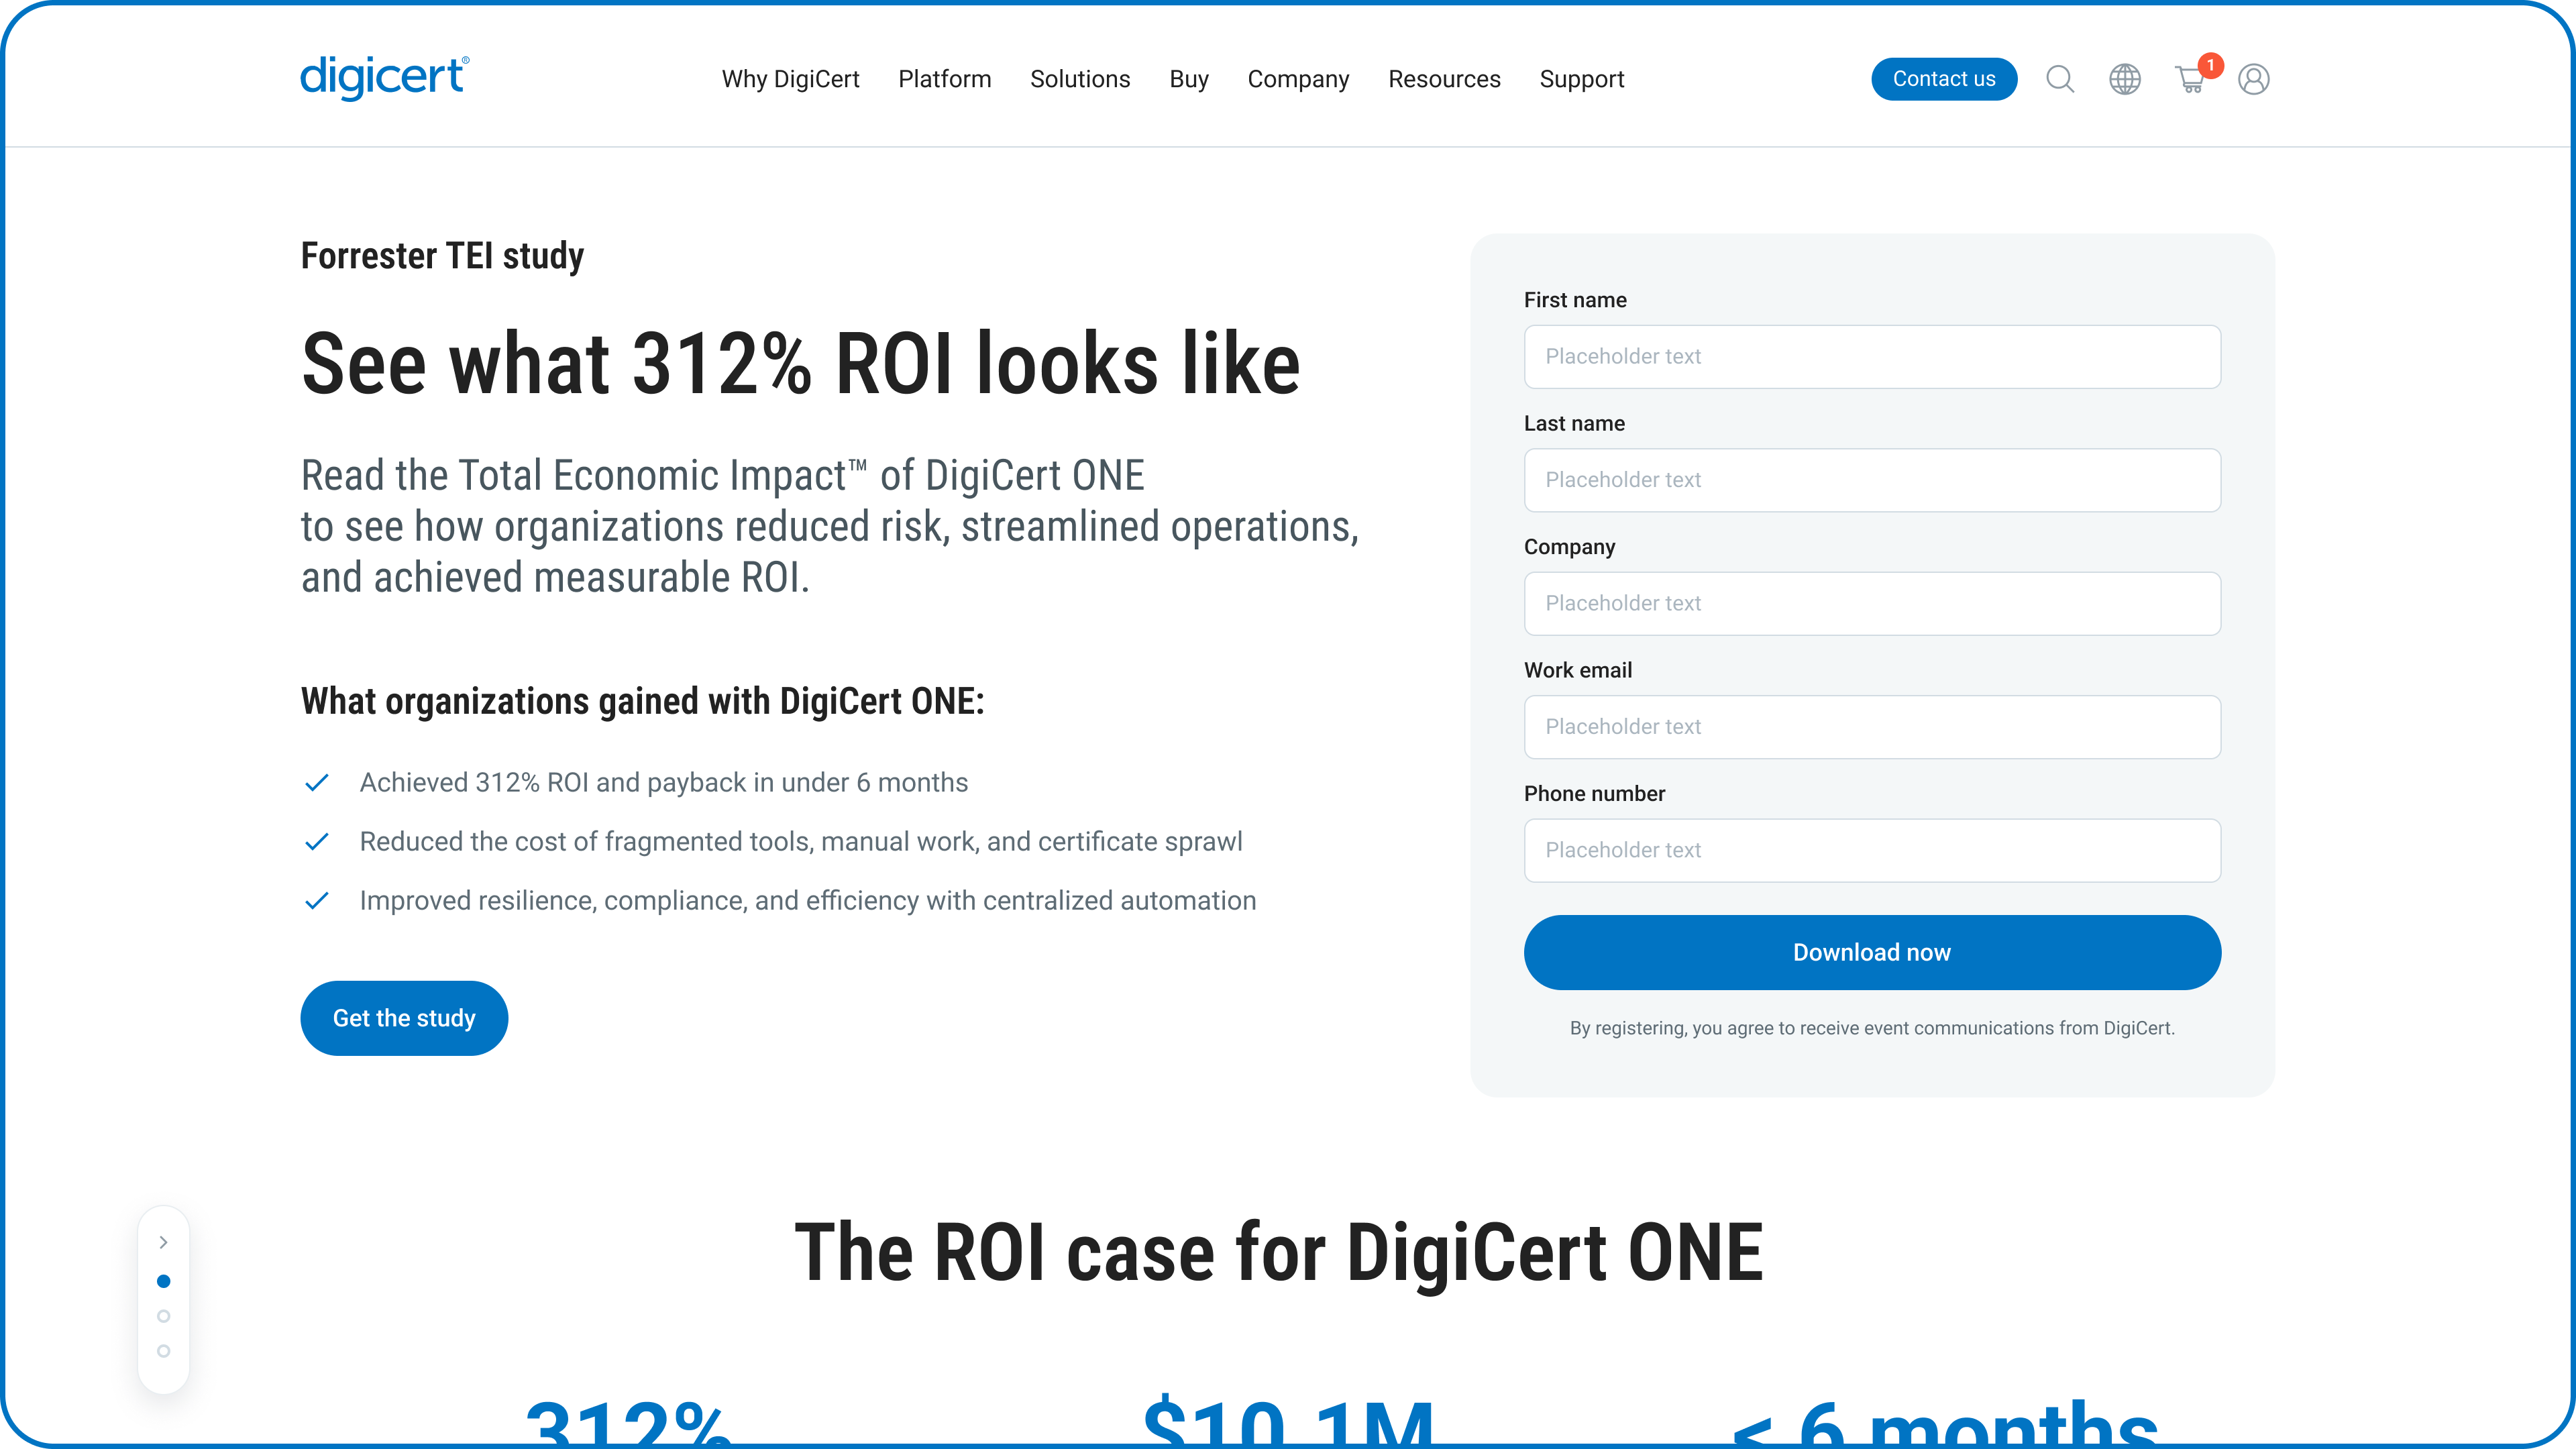 digicert®
Why DigiCert Platform Solutions Buy Company Resources Support
Contact us
1
Forrester TEI study
See what 312% ROI looks like
Read the Total Economic Impact™ of DigiCert ONE
to see how organizations reduced risk, streamlined operations,
and achieved measurable ROI.
What organizations gained with DigiCert ONE:
Achieved 312% ROI and payback in under 6 months
Reduced the cost of fragmented tools, manual work, and certificate sprawl
Improved resilience, compliance, and efficiency with centralized automation
Get the study
First name
Placeholder text
Last name
Placeholder text
Company
Placeholder text
Work email
Placeholder text
Phone number
Placeholder text
Download now
By registering, you agree to receive event communications from DigiCert.
The ROI case for DigiCert ONE
312% $10.1M < 6 months